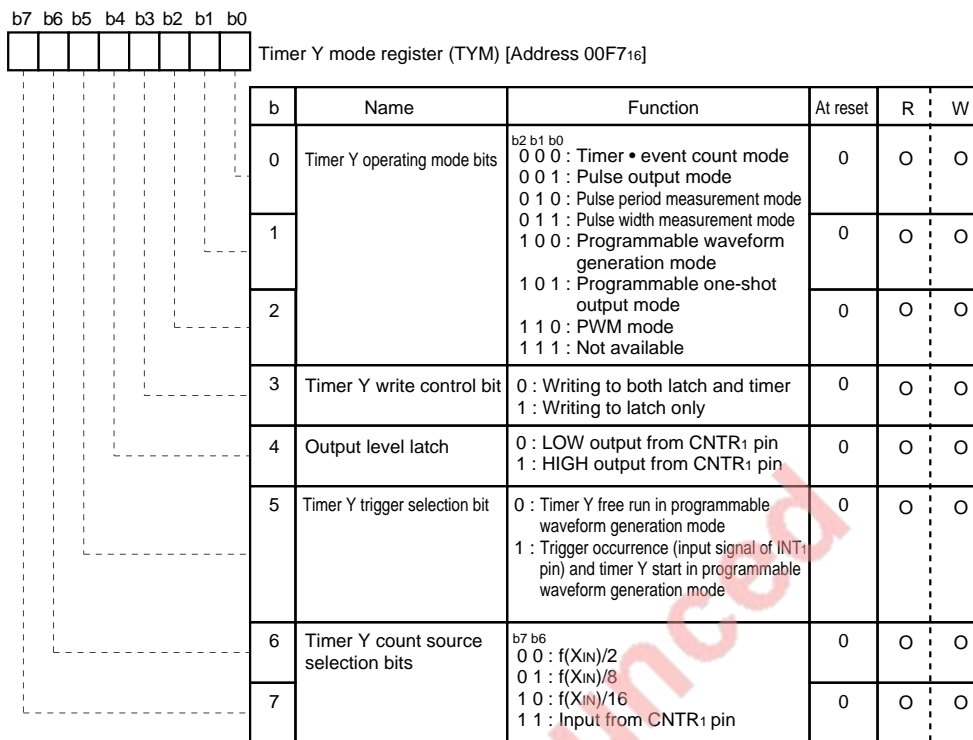 b7 b6 b5 b4 b3 b2 b1 b0
Timer Y mode register (TYM) [Address 00F716]
b Name Function At reset R W
0 Timer Y operating mode bits
b2 b1 b0
0 0 0 : Timer • event count mode
0 0 1 : Pulse output mode
0 1 0 : Pulse period measurement mode
0 1 1 : Pulse width measurement mode
1 0 0 : Programmable waveform
generation mode
1 0 1 : Programmable one-shot
output mode
1 1 0 : PWM mode
1 1 1 : Not available
0 O O
1
0 O O
2
0 O O
3 Timer Y write control bit
0 : Writing to both latch and timer
1 : Writing to latch only
0 O O
4 Output level latch
0 : LOW output from CNTR1 pin
1 : HIGH output from CNTR1 pin
0 O O
5 Timer Y trigger selection bit
0 : Timer Y free run in programmable
waveform generation mode
1 : Trigger occurrence (input signal of INT1
pin) and timer Y start in programmable
waveform generation mode
0 O O
6 Timer Y count source
selection bits
b7 b6
0 0 : f(XIN)/2
0 1 : f(XIN)/8
1 0 : f(XIN)/16
1 1 : Input from CNTR1 pin
0 O O
7
0 O O
unced